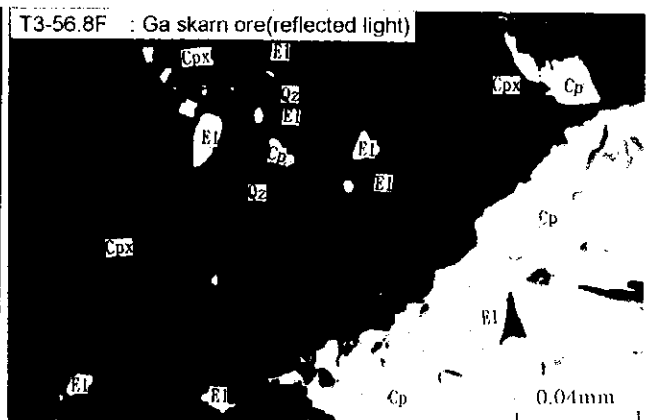 T3-56.8F : Ga skarn ore(reflected light)
Cpx El
Cpx Cp
Qz
El
El Cp El
Qz El
Cp
Cpx
El
El El Cp 0.04mm